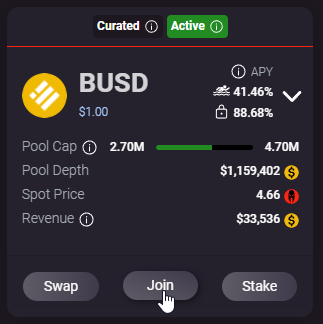 Curated Active
BUSD
$1.00
APY
41.46%
88.68%
Pool Cap 2.70M 4.70M
Pool Depth $1,159,402
Spot Price 4.66
Revenue $33,536
Swap Join Stake